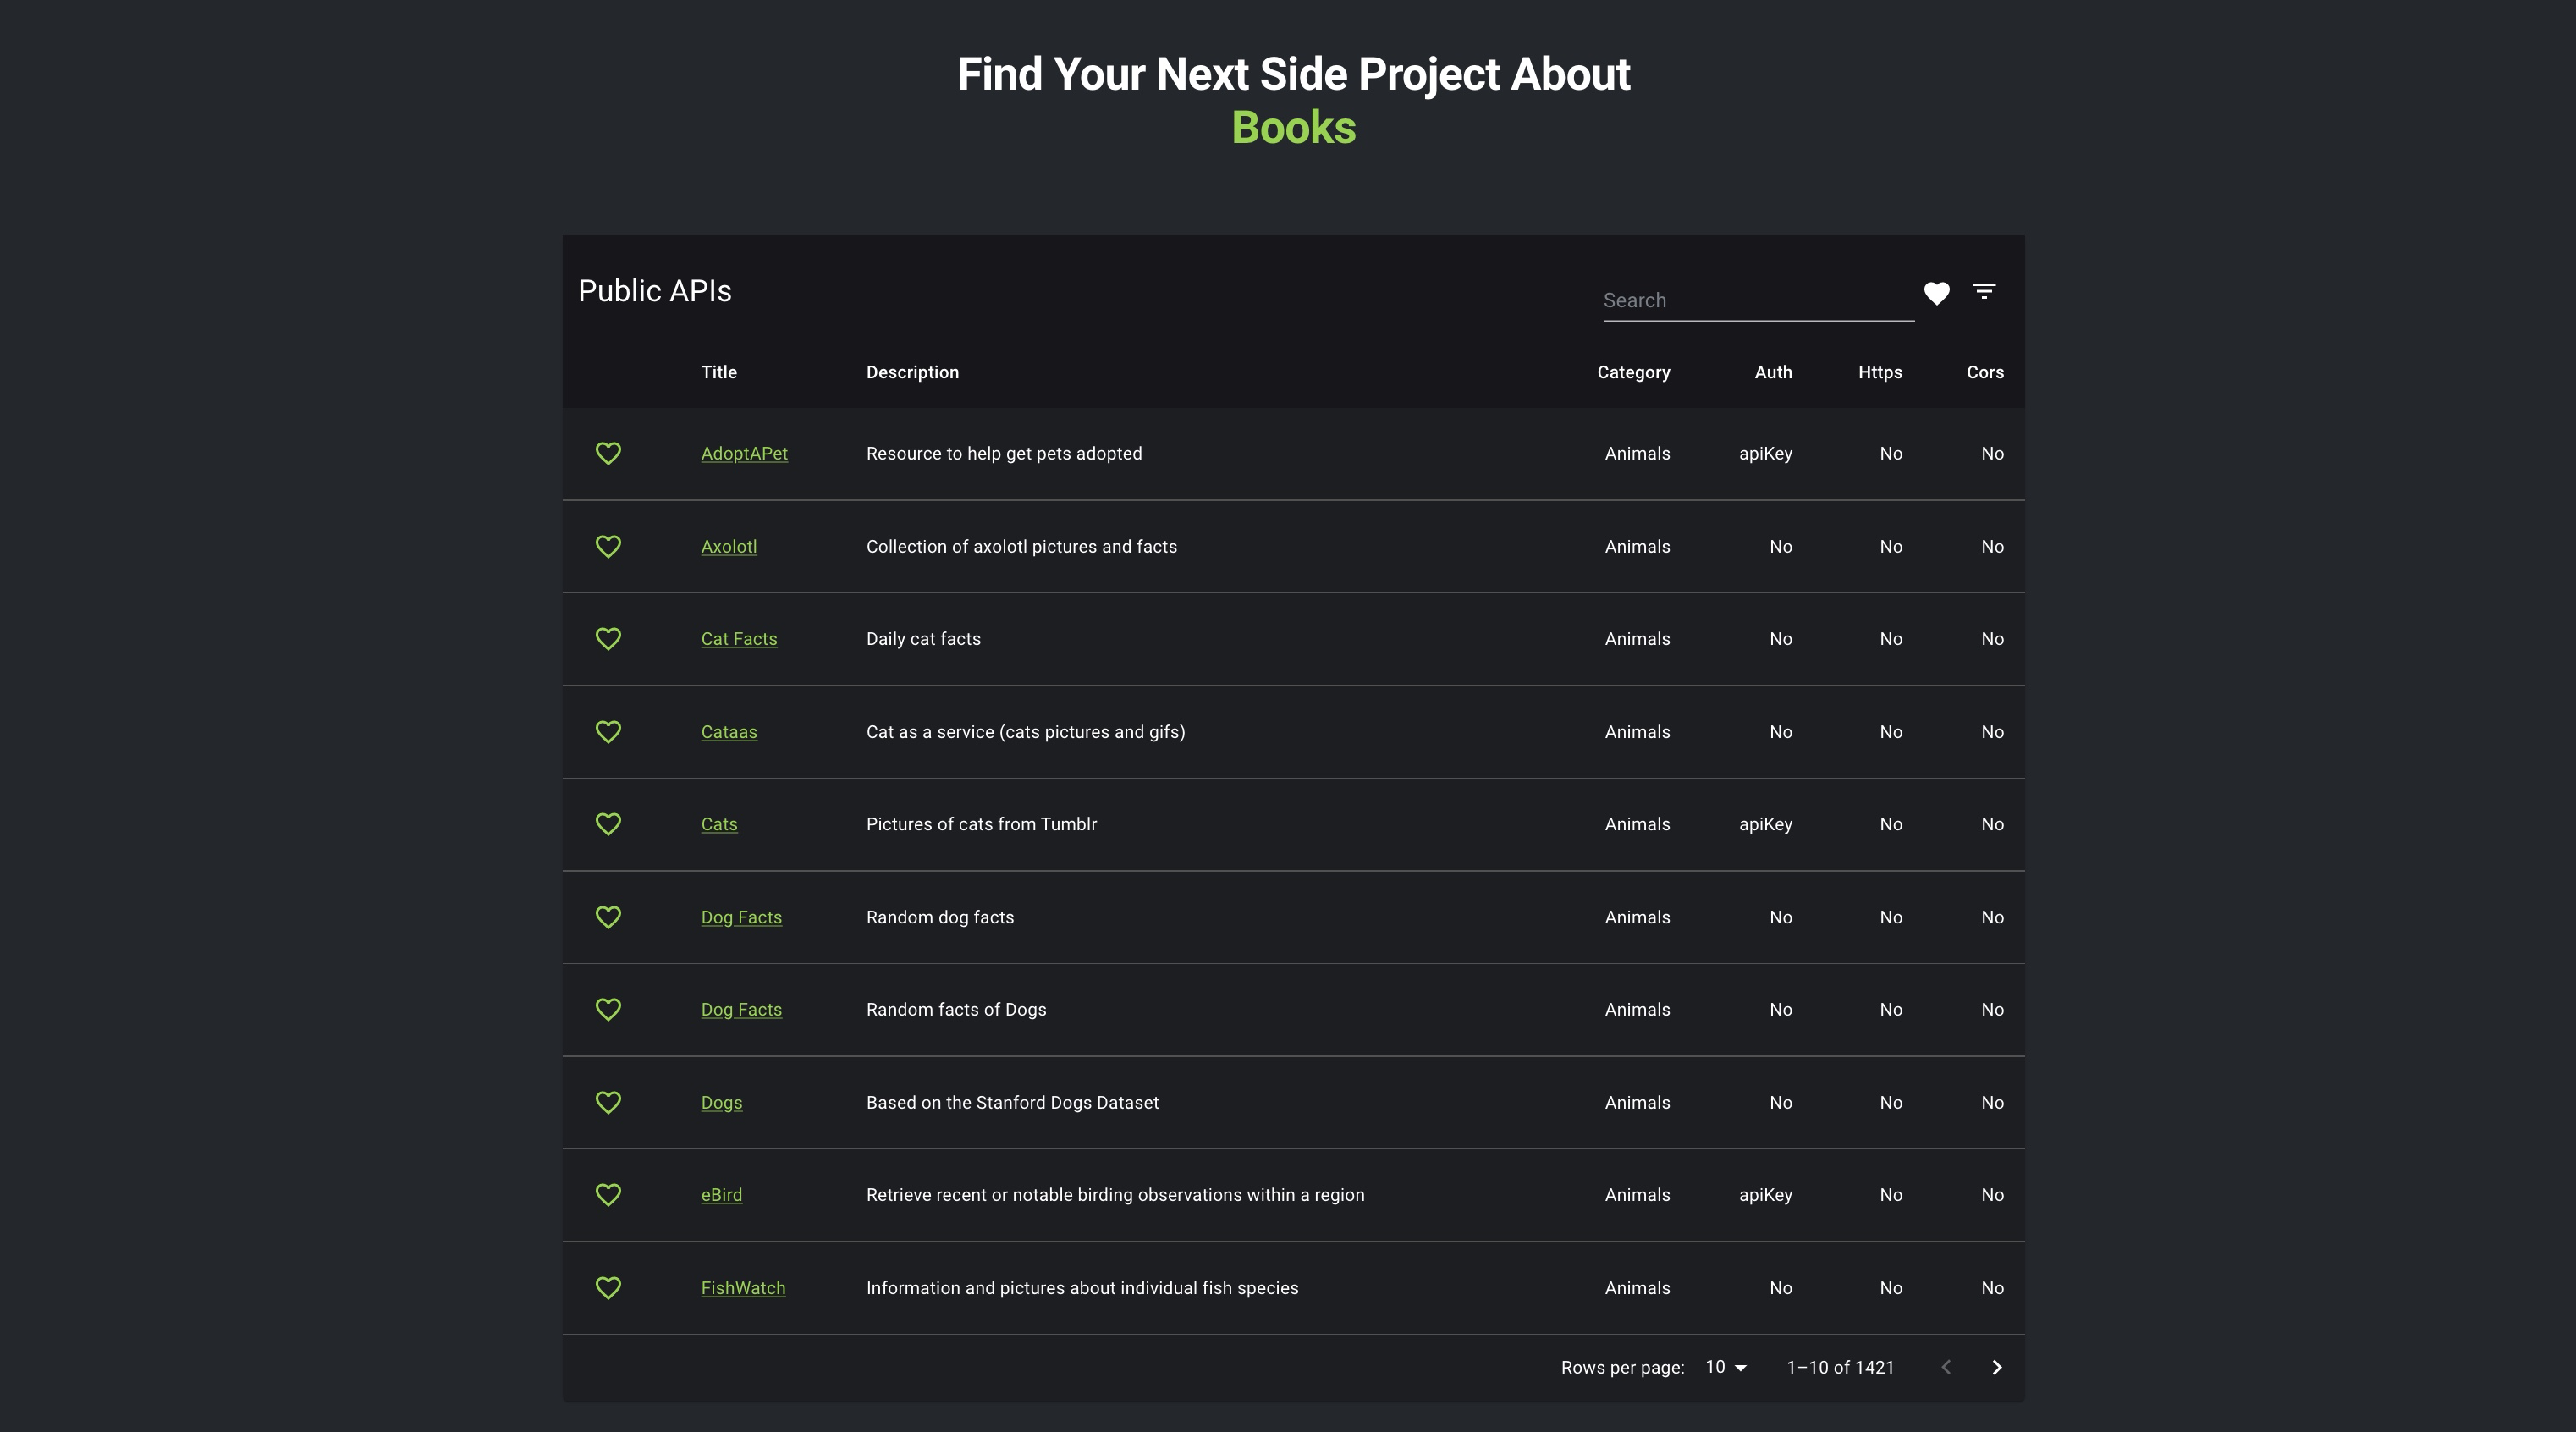 Find Your Next Side Project About
Books
Public APIs
Search
Title Description Category Auth Https Cors
AdoptAPet Resource to help get pets adopted Animals apiKey No No
Axolotl Collection of axolotl pictures and facts Animals No No No
Cat Facts Daily cat facts Animals No No No
Cataas Cat as a service (cats pictures and gifs) Animals No No No
Cats Pictures of cats from Tumblr Animals apiKey No No
Dog Facts Random dog facts Animals No No No
Dog Facts Random facts of Dogs Animals No No No
Dogs Based on the Stanford Dogs Dataset Animals No No No
eBird Retrieve recent or notable birding observations within a region Animals apiKey No No
FishWatch Information and pictures about individual fish species Animals No No No
Rows per page: 10 1–10 of 1421